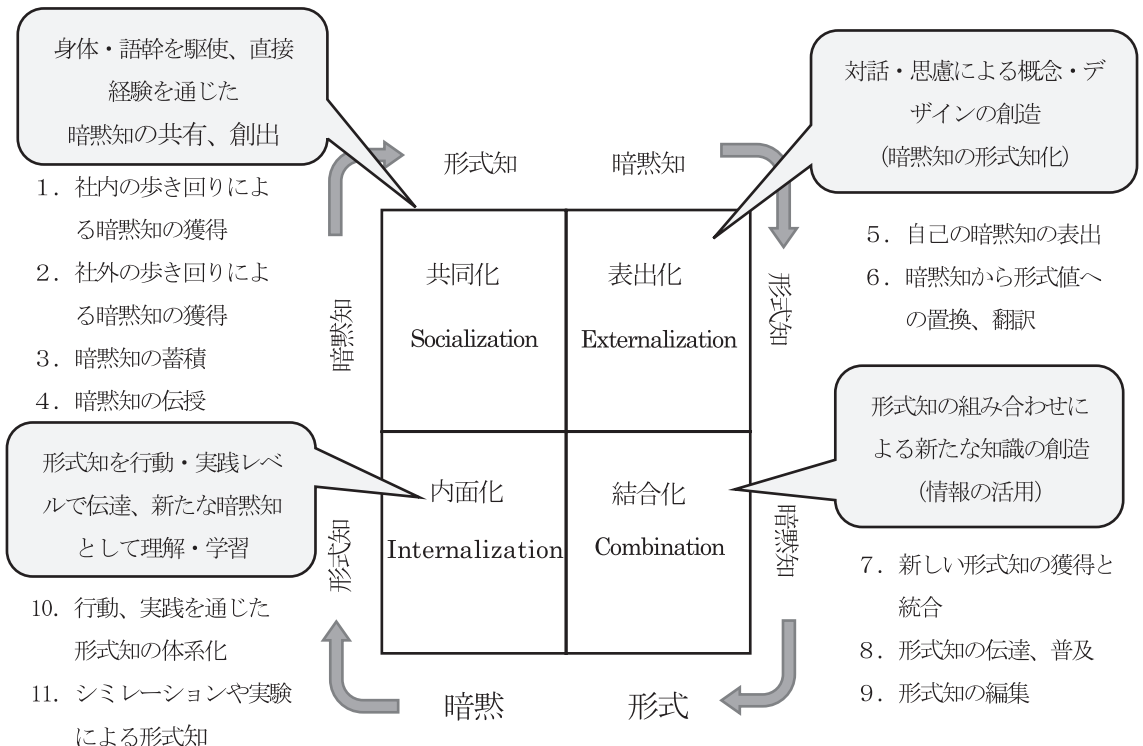 身体・語幹を駆使、直接
経験を通じた
暗黙知の共有、創出
対話・思慮による概念・デ
ザインの創造
(暗黙知の形式知化)
形式知
暗黙知
1．社内の歩き回りによ
る暗黙知の獲得
2．社外の歩き回りによ
る暗黙知の獲得
3．暗黙知の蓄積
4．暗黙知の伝授
暗黙知
共同化
Socialization
表出化
Externalization
形式知
5．自己の暗黙知の表出
6．暗黙知から形式値へ
の置換、翻訳
形式知を行動・実践レベ
ルで伝達、新たな暗黙知
として理解・学習
形式知の組み合わせに
よる新たな知識の創造
(情報の活用)
形式知
内面化
Internalization
結合化
Combination
暗黙知
10．行動、実践を通じた
形式知の体系化
11．シミレーションや実験
による形式知
7．新しい形式知の獲得と
統合
8．形式知の伝達、普及
9．形式知の編集
暗黙
形式